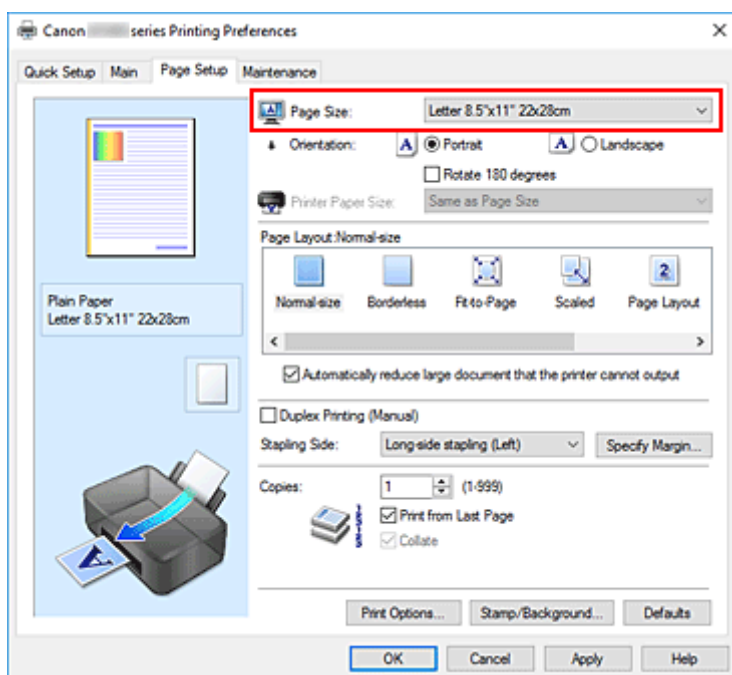 Canon series Printing Preferences
Quick Setup Main Page Setup Maintenance
Page Size: Letter 8.5"x11" 22x28cm
Orientation: A Portrait A Landscape
Rotate 180 degrees
Printer Paper Size: Same as Page Size
Page Layout:Normal-size
2
Normal-size Borderless Fit-to-Page Scaled Page Layout
Plain Paper
Letter 8.5"x11" 22x28cm
Automatically reduce large document that the printer cannot output
Duplex Printing (Manual)
Stapling Side: Long-side stapling (Left) Specify Margin...
Copies: 1 (1-999)
Print from Last Page
Collate
A
Print Options... Stamp/Background... Defaults
OK Cancel Apply Help